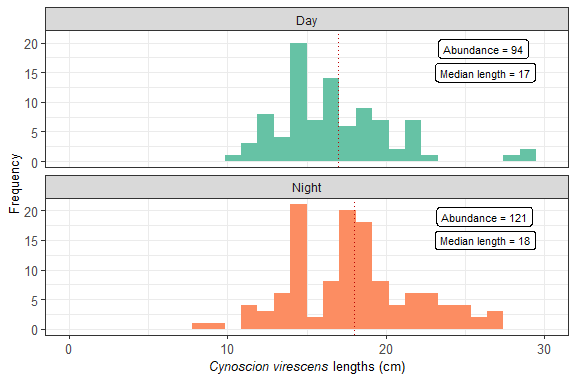 Day
20
15
10
5
0
Abundance = 94
Median length = 17
Frequency
Night
20
15
10
5
0
Abundance = 121
Median length = 18
0 10 20 30
Cynoscion virescens lengths (cm)